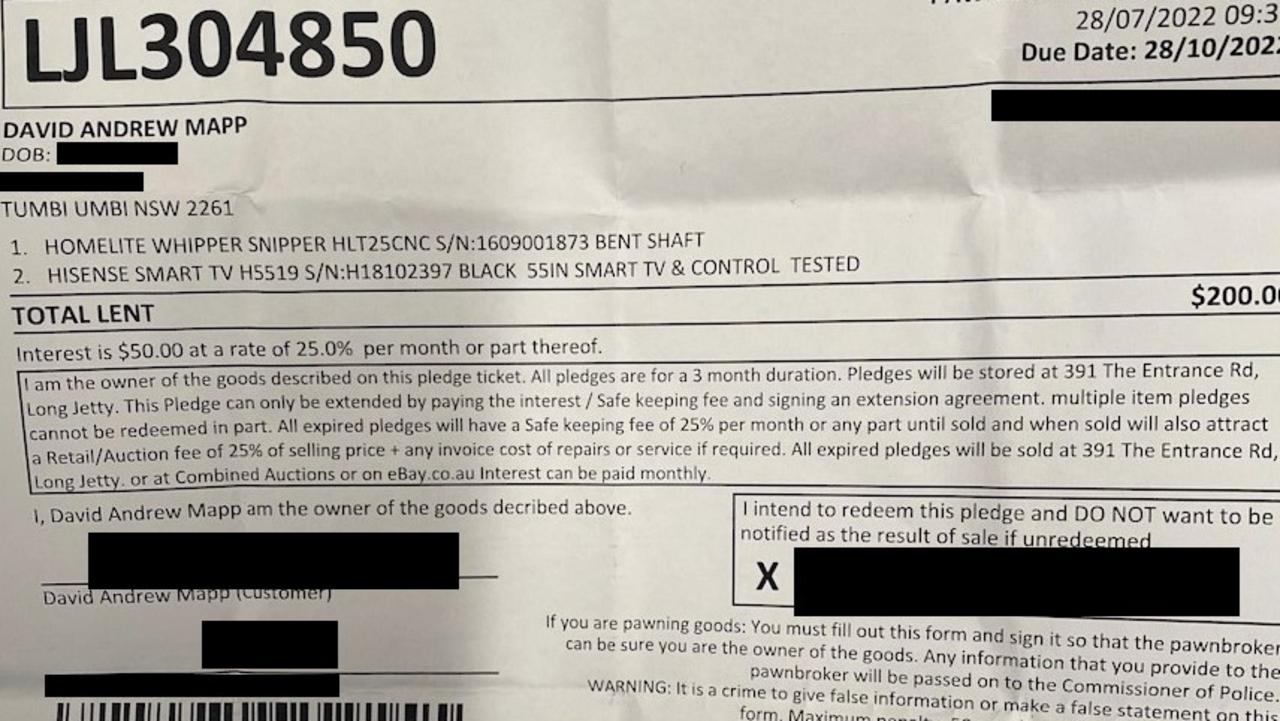 LJL304850
28/07/2022 09:3
Due Date: 28/10/202
DAVID ANDREW MAPP
DOB:
TUMBI UMBI NSW 2261
1. HOMELITE WHIPPER SNIPPER HLT25CNC S/N:1609001873 BENT SHAFT
2. HISENSE SMART TV H5519 S/N:H18102397 BLACK 55IN SMART TV & CONTROL TESTED
TOTAL LENT $200.00
Interest is $50.00 at a rate of 25.0% per month or part thereof.
I am the owner of the goods described on this pledge ticket. All pledges are for a 3 month duration. Pledges will be stored at 391 The Entrance Rd,
Long Jetty. This Pledge can only be extended by paying the interest / Safe keeping fee and signing an extension agreement. multiple item pledges
cannot be redeemed in part. All expired pledges will have a Safe keeping fee of 25% per month or any part until sold and when sold will also attract
a Retail/Auction fee of 25% of selling price + any invoice cost of repairs or service if required. All expired pledges will be sold at 391 The Entrance Rd,
Long Jetty. or at Combined Auctions or on eBay.co.au Interest can be paid monthly.
I, David Andrew Mapp am the owner of the goods decribed above.
David Andrew Mapp (Customer)
I intend to redeem this pledge and DO NOT want to be
notified as the result of sale if unredeemed
X
If you are pawning goods: You must fill out this form and sign it so that the pawnbroker
can be sure you are the owner of the goods. Any information that you provide to the
pawnbroker will be passed on to the Commissioner of Police.
WARNING: It is a crime to give false information or make a false statement on this
form. Maximum